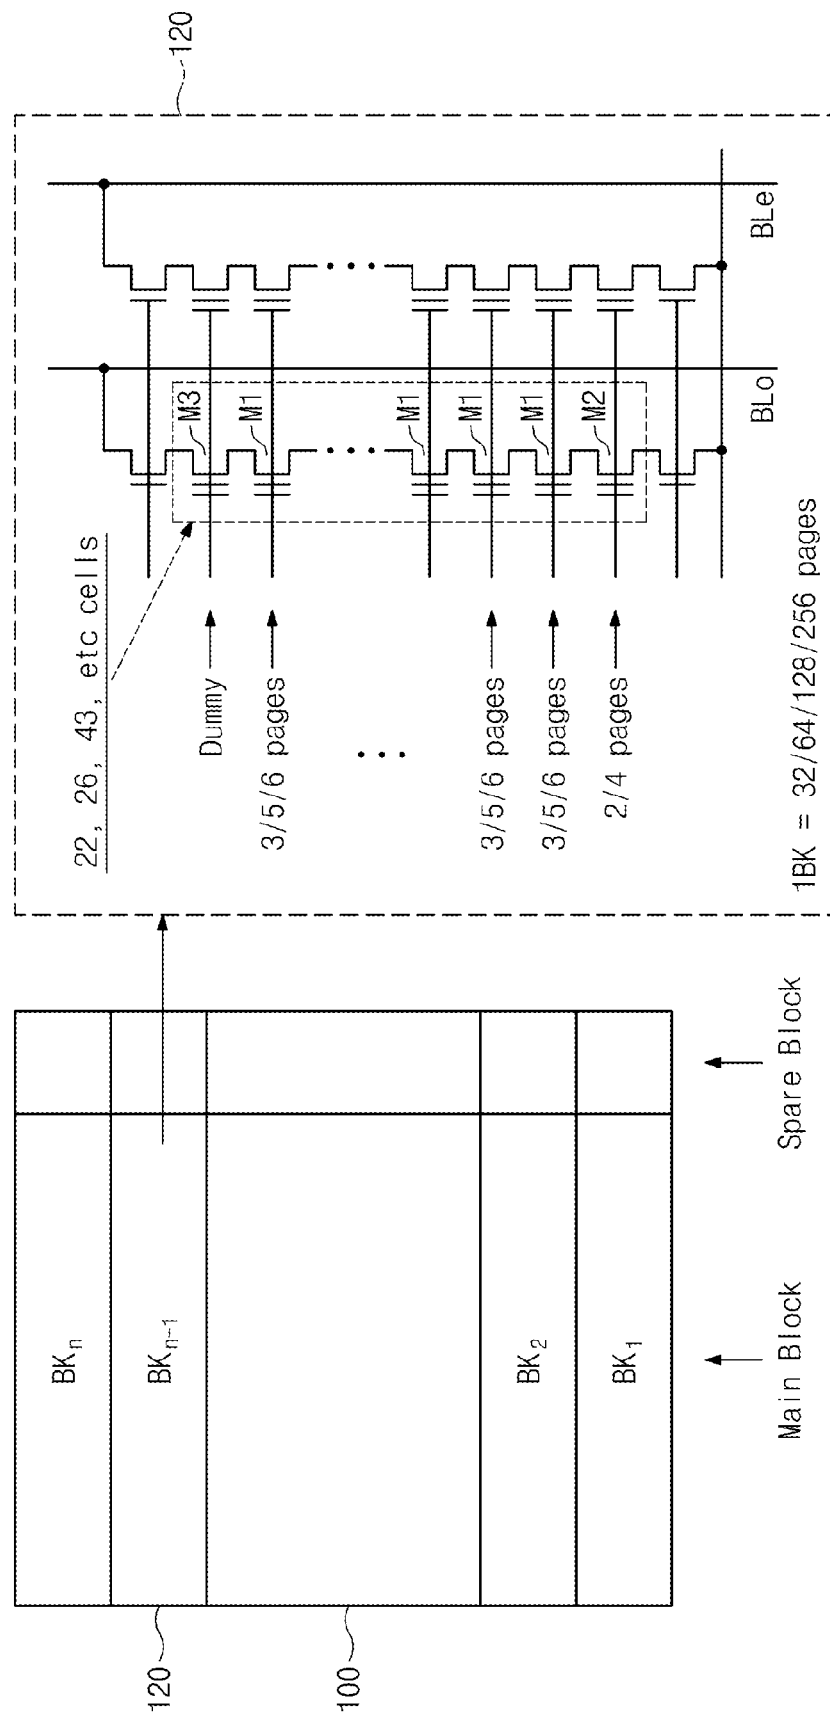 120
100
BKn
BKn-1
BK2
BK1
Main Block
Spare Block
120
22, 26, 43, etc cells
Dummy
3/5/6 pages
3/5/6 pages
3/5/6 pages
2/4 pages
M3
M1
M1
M1
M1
M2
BLo
BLe
1BK = 32/64/128/256 pages